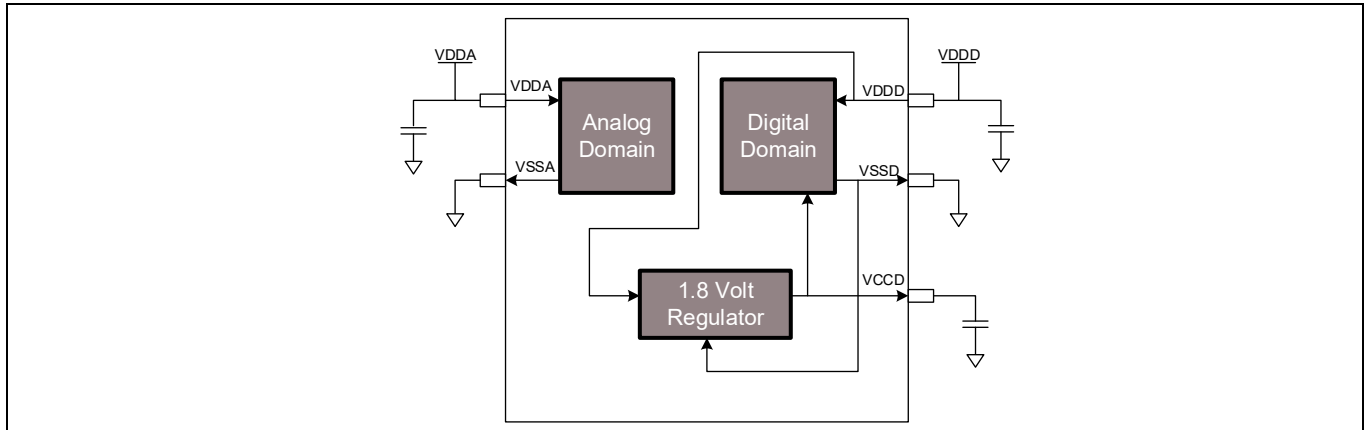 VDDA
VDDD
VDDA
VDDD
Analog
Domain
Digital
Domain
VSSA
VSSD
1.8 Volt
Regulator
VCCD